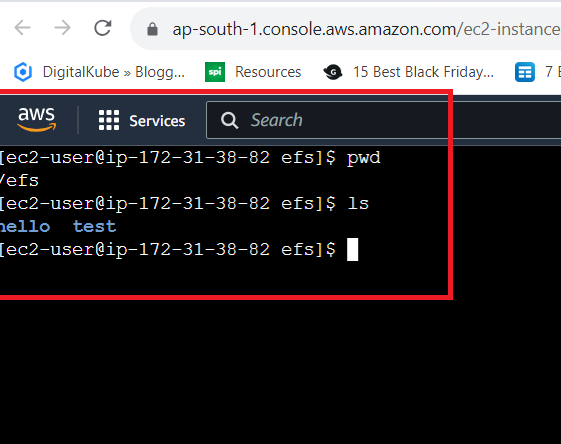 ap-south-1.console.aws.amazon.com/ec2-instance
DigitalKube » Blogg... spi Resources G 15 Best Black Friday... 7 B
aws Services Search
[ec2-user@ip-172-31-38-82 efs]$ pwd
/efs
[ec2-user@ip-172-31-38-82 efs]$ ls
hello test
[ec2-user@ip-172-31-38-82 efs]$